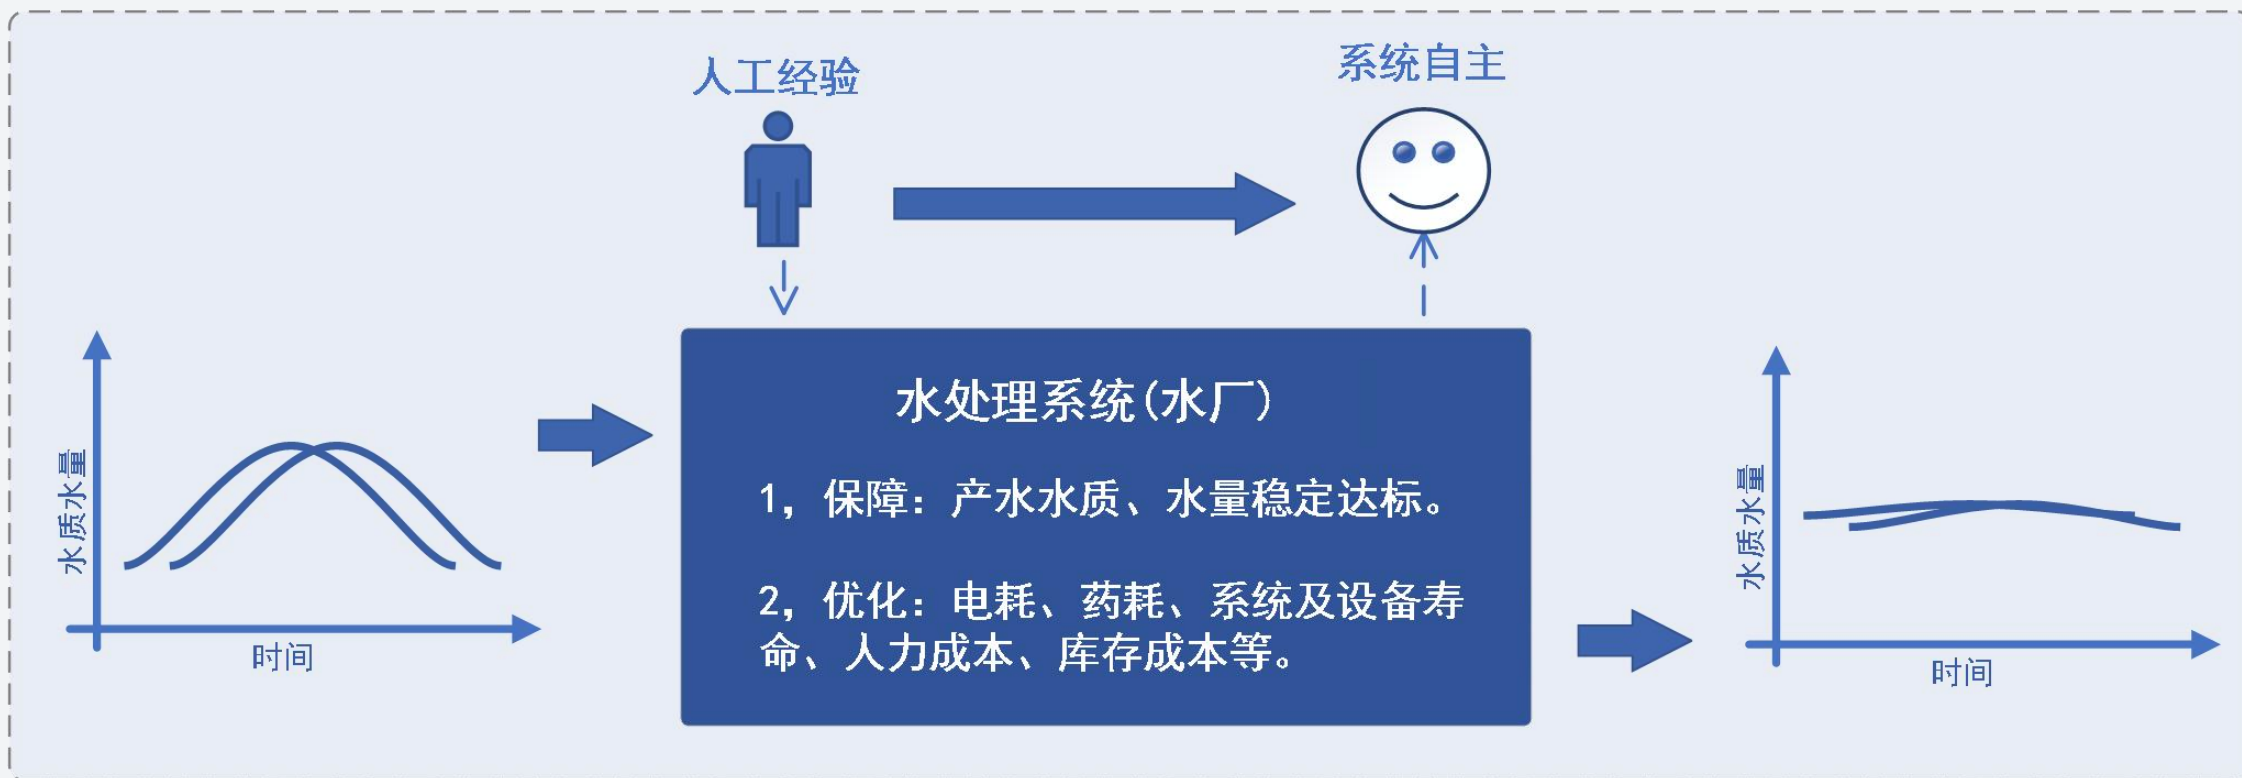 人工经验
系统自主
水质水量
时间
水处理系统(水厂)
1，保障：产水水质、水量稳定达标。
2，优化：电耗、药耗、系统及设备寿
命、人力成本、库存成本等。
水质水量
时间